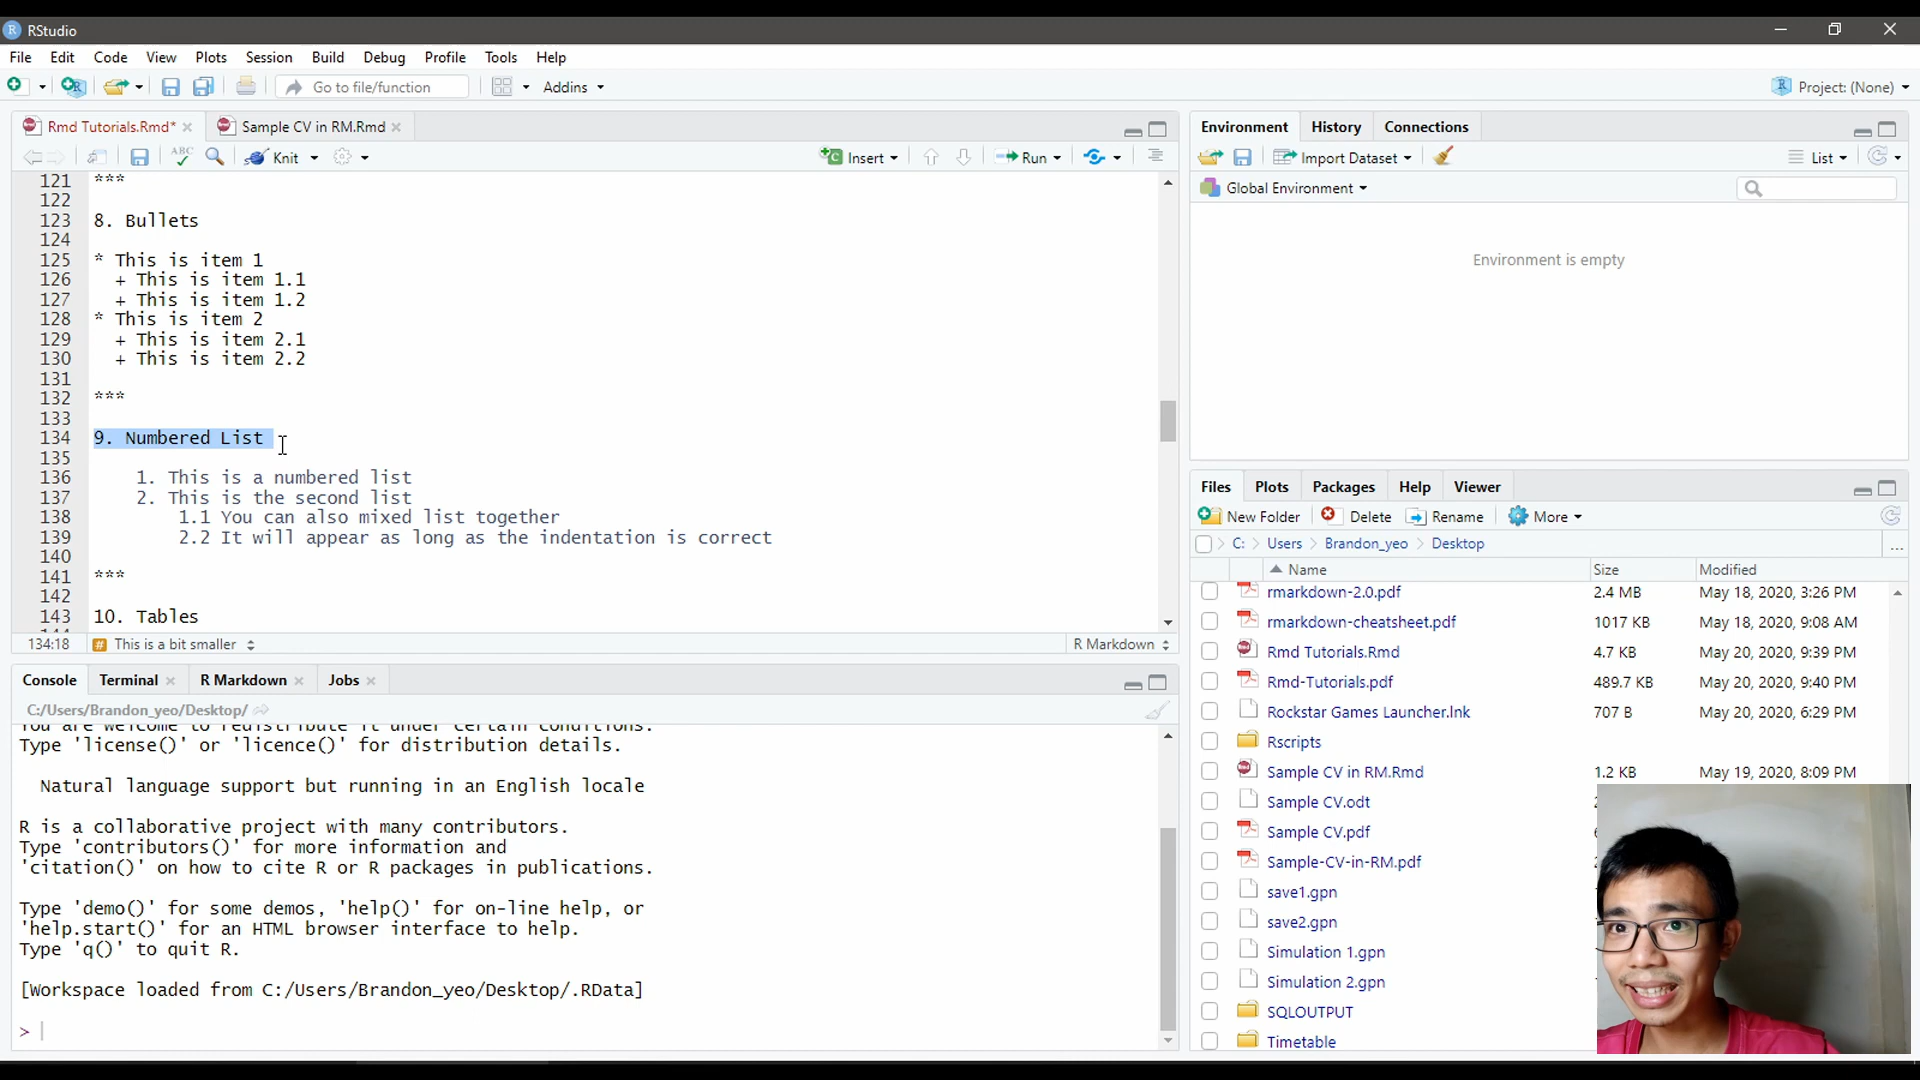 RStudio
File Edit Code View Plots Session Build Debug Profile Tools Help
Go to file/function Addins Project: (None)
Rmd Tutorials.Rmd* Sample CV in RM.Rmd
ABC Knit Insert Run
121 ***
122
123 8. Bullets
124
125 * This is item 1
126 + This is item 1.1
127 + This is item 1.2
128 * This is item 2
129 + This is item 2.1
130 + This is item 2.2
131
132 ***
133
134 9. Numbered List
135
136 1. This is a numbered list
137 2. This is the second list
138 1.1 You can also mixed list together
139 2.2 It will appear as long as the indentation is correct
140
141 ***
142
143 10. Tables
134:18 # This is a bit smaller R Markdown
Console Terminal R Markdown Jobs
C:/Users/Brandon_yeo/Desktop/
You are welcome to redistribute it under certain conditions.
Type 'license()' or 'licence()' for distribution details.
Natural language support but running in an English locale
R is a collaborative project with many contributors.
Type 'contributors()' for more information and
'citation()' on how to cite R or R packages in publications.
Type 'demo()' for some demos, 'help()' for on-line help, or
'help.start()' for an HTML browser interface to help.
Type 'q()' to quit R.
[Workspace loaded from C:/Users/Brandon_yeo/Desktop/.RData]
>
Environment History Connections
Import Dataset List
Global Environment
Environment is empty
Files Plots Packages Help Viewer
New Folder Delete Rename More
C: Users Brandon_yeo Desktop ...
Name Size Modified
rmarkdown-2.0.pdf 2.4 MB May 18, 2020, 3:26 PM
rmarkdown-cheatsheet.pdf 1017 KB May 18, 2020, 9:08 AM
Rmd Tutorials.Rmd 4.7 KB May 20, 2020, 9:39 PM
Rmd-Tutorials.pdf 489.7 KB May 20, 2020, 9:40 PM
Rockstar Games Launcher.lnk 707 B May 20, 2020, 6:29 PM
Rscripts
Sample CV in RM.Rmd 1.2 KB May 19, 2020, 8:09 PM
Sample CV.odt
Sample CV.pdf
Sample-CV-in-RM.pdf
save1.gpn
save2.gpn
Simulation 1.gpn
Simulation 2.gpn
SQLOUTPUT
Timetable